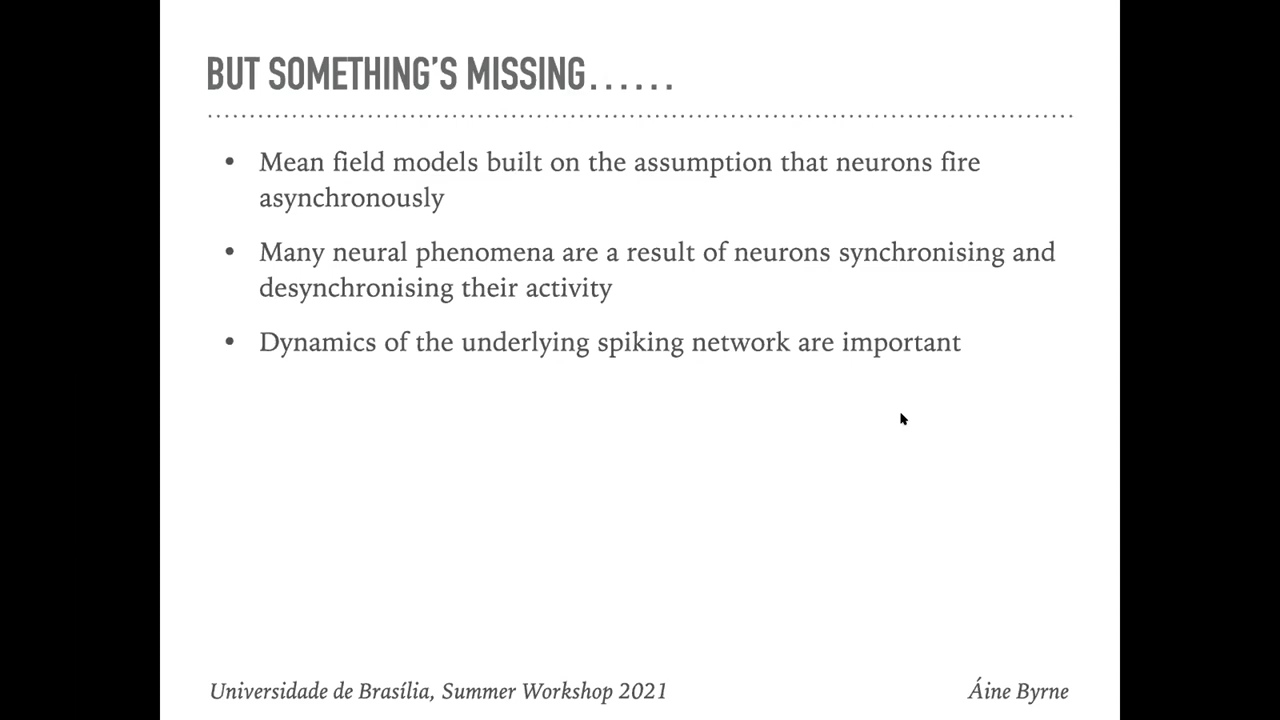 BUT SOMETHING'S MISSING......
• Mean field models built on the assumption that neurons fire
asynchronously
• Many neural phenomena are a result of neurons synchronising and
desynchronising their activity
• Dynamics of the underlying spiking network are important
Universidade de Brasília, Summer Workshop 2021
Áine Byrne